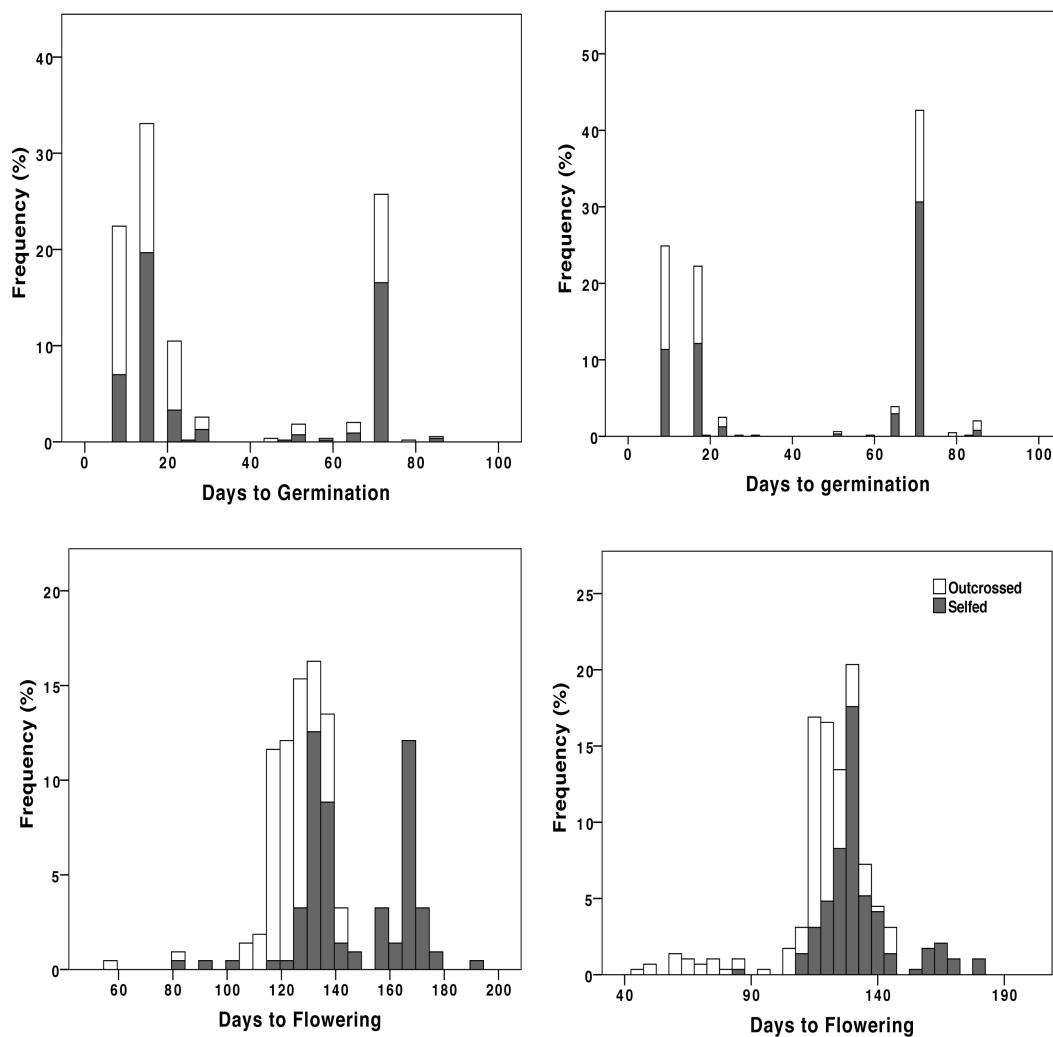 40
30
20
10
0
Frequency (%)
0 20 40 60 80 100
Days to Germination
50
40
30
20
10
0
Frequency (%)
0 20 40 60 80 100
Days to germination
20
15
10
5
0
Frequency (%)
60 80 100 120 140 160 180 200
Days to Flowering
25
20
15
10
5
0
Frequency (%)
Outcrossed
Selfed
40 90 140 190
Days to Flowering